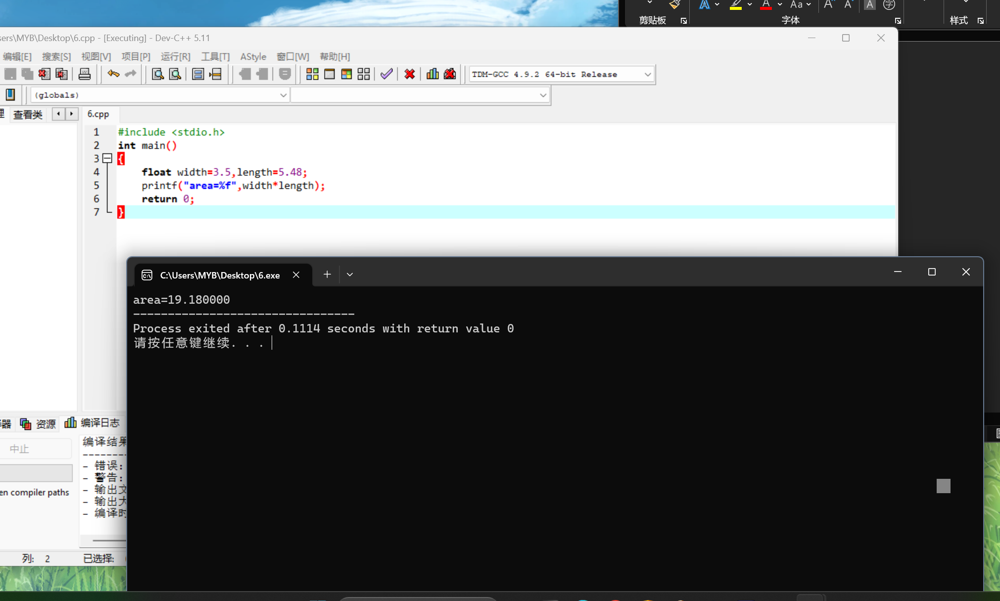 剪贴板
字体
样式
Aa
sers\MYB\Desktop\6.cpp - [Executing] - Dev-C++ 5.11
编辑[E] 搜索[S] 视图[V] 项目[P] 运行[R] 工具[T] AStyle 窗口[W] 帮助[H]
TDM-GCC 4.9.2 64-bit Release
(globals)
查看类
6.cpp
1 #include <stdio.h>
2 int main()
3 {
4 float width=3.5,length=5.48;
5 printf("area=%f",width*length);
6 return 0;
7 }
C:\Users\MYB\Desktop\6.exe
area=19.180000
--------------------------------
Process exited after 0.1114 seconds with return value 0
请按任意键继续. . .
资源
编译日志
中止
en compiler paths
编译结果
--------
- 错误:
- 警告:
- 输出文
- 输出大
- 编译时
列: 2 已选择: